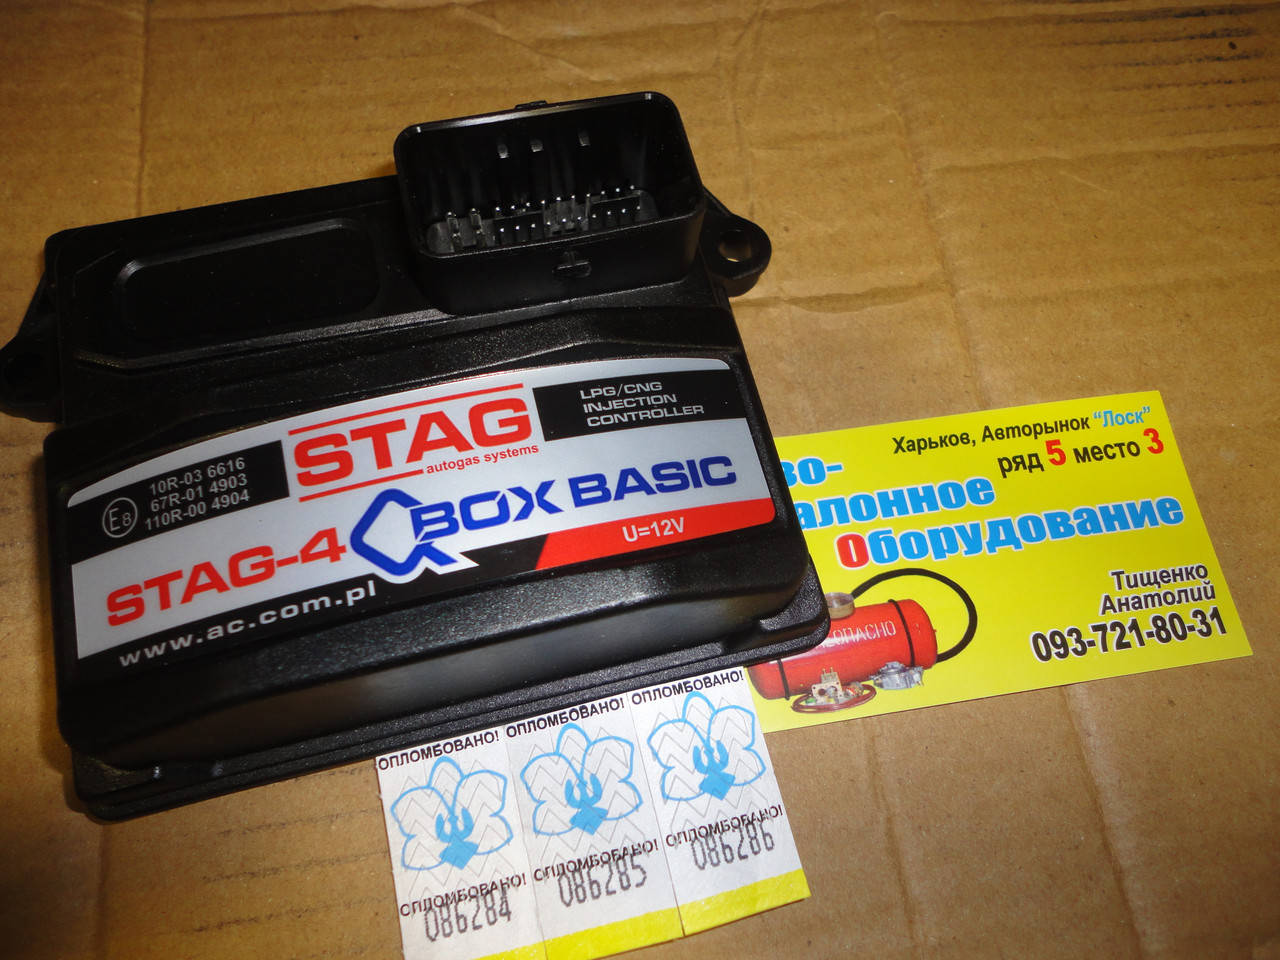 E8
10R-03 6616
67R-01 4903
110R-00 4904
STAG
autogas systems
LPG/CNG
INJECTION
CONTROLLER
STAG-4 QBOX BASIC
U=12V
www.ac.com.pl
Харьков, Авторынок "Лоск"
ряд 5 место 3
во-
алонное
Оборудование
ЕОПАСНО
Тищенко
Анатолий
093-721-80-31
ОПЛОМБОВАНО!
ОПЛОМБОВАНО!
086284
ОПЛОМБОВАНО!
ОПЛОМБОВАНО!
086285
ОПЛОМБОВАНО!
ОПЛОМБОВАНО!
086286